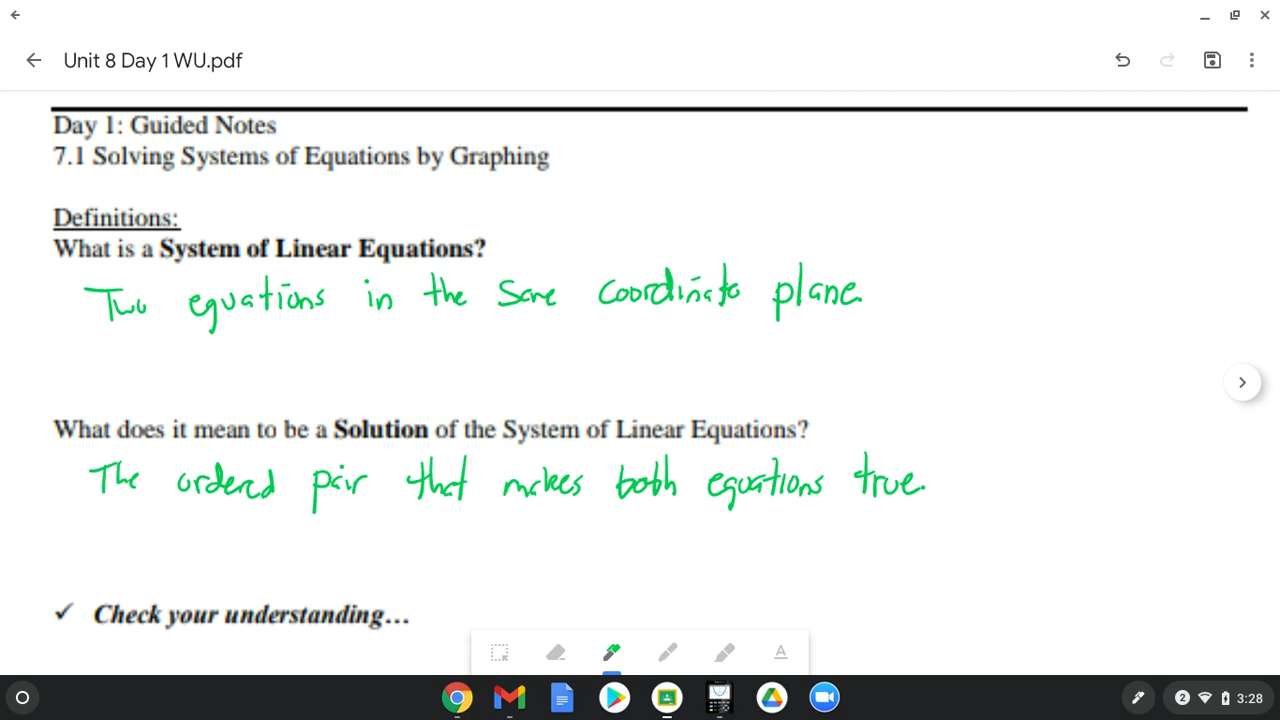 Unit 8 Day 1 WU.pdf
Day 1: Guided Notes
7.1 Solving Systems of Equations by Graphing
Definitions:
What is a System of Linear Equations?
Two equations in the same coordinate plane.
What does it mean to be a Solution of the System of Linear Equations?
The ordered pair that makes both equations true.
✓ Check your understanding...
A
2 3:28